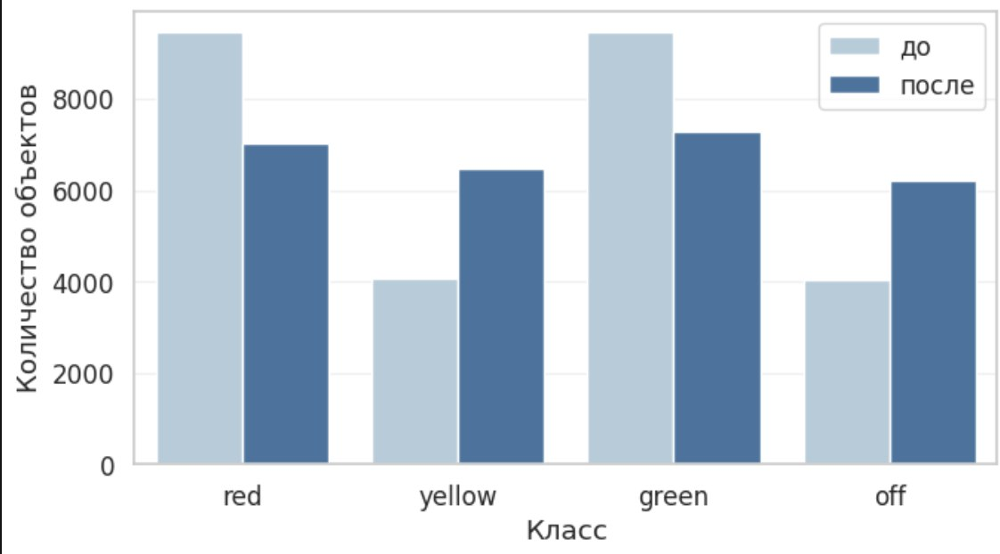 до
после
Количество объектов
8000
6000
4000
2000
0
red yellow green off
Класс